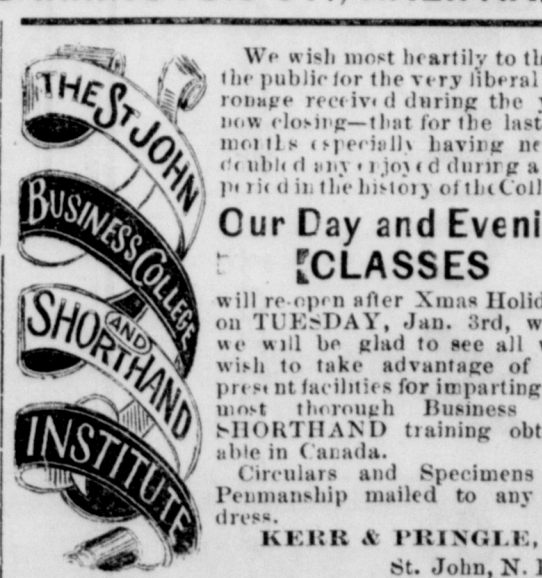 THE ST JOHN
BUSINESS COLLEGE
AND
SHORTHAND
INSTITUTE
We wish most heartily to th
the public for the very liberal
ronage received during the y
now closing—that for the last
months (especially having ne
doubled any enjoyed during a
period in the history of the Coll
Our Day and Eveni
CLASSES
will re-open after Xmas Holid
on TUESDAY, Jan. 3rd, w
we will be glad to see all w
wish to take advantage of
present facilities for imparting
most thorough Business
SHORTHAND training obt
able in Canada.
Circulars and Specimens
Penmanship mailed to any
dress.
KERR & PRINGLE,
St. John, N. B